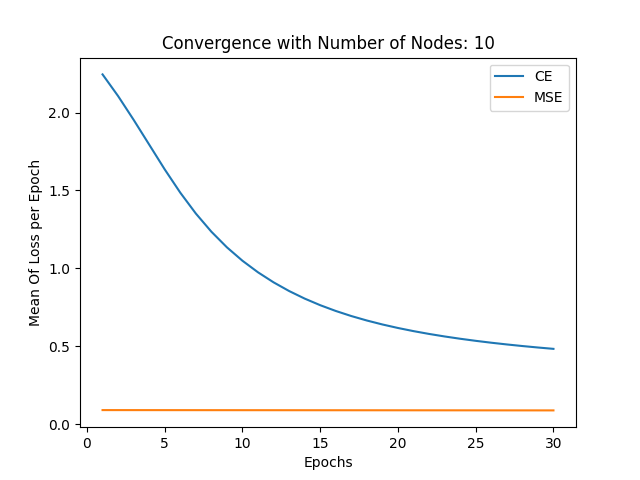 Convergence with Number of Nodes: 10
CE
MSE
Mean Of Loss per Epoch
2.0
1.5
1.0
0.5
0.0
0 5 10 15 20 25 30
Epochs